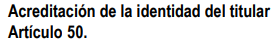 Acreditación de la identidad del titular
Artículo 50.